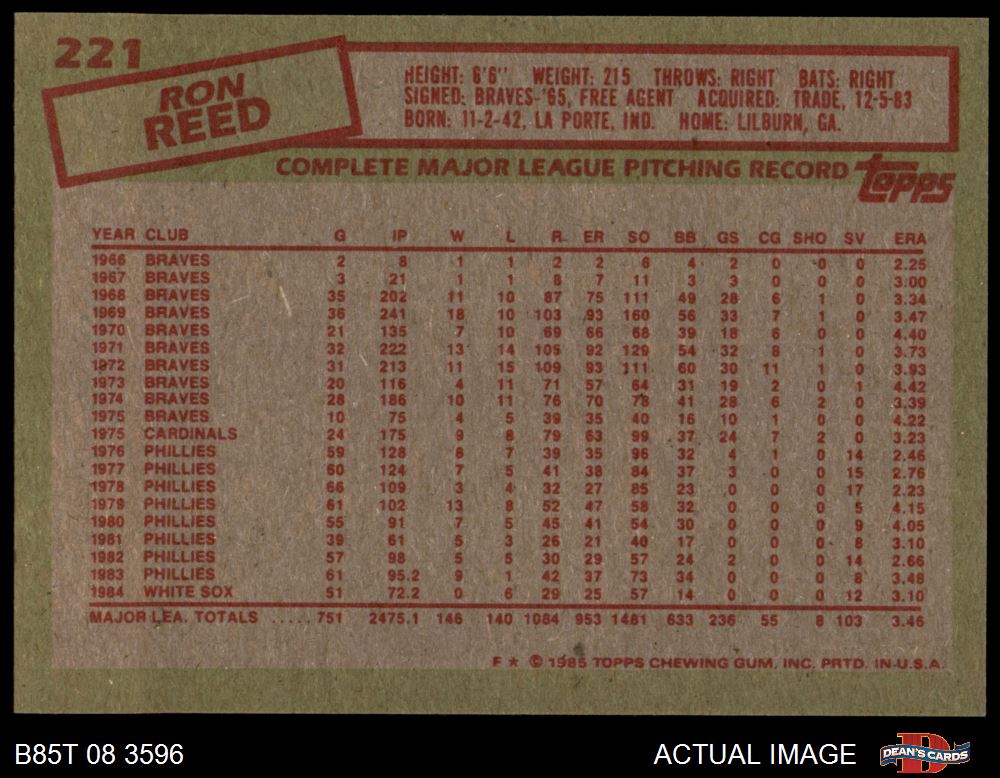 221
RON
REED
HEIGHT: 6'6" WEIGHT: 215 THROWS: RIGHT BATS: RIGHT
SIGNED: BRAVES-'65, FREE AGENT ACQUIRED: TRADE, 12-5-83
BORN: 11-2-42, LA PORTE, IND. HOME: LILBURN, GA.
COMPLETE MAJOR LEAGUE PITCHING RECORD
topps
YEAR CLUB G IP W L R ER SO BB GS CG SHO SV ERA
1966 BRAVES 2 8 1 1 2 2 6 4 2 0 0 0 2.25
1967 BRAVES 3 21 1 1 8 7 11 3 3 0 0 0 3.00
1968 BRAVES 35 202 11 10 87 75 111 49 28 6 1 0 3.34
1969 BRAVES 36 241 18 10 103 93 160 56 33 7 1 0 3.47
1970 BRAVES 21 135 7 10 69 66 68 39 18 6 0 0 4.40
1971 BRAVES 32 222 13 14 105 92 129 54 32 8 1 0 3.73
1972 BRAVES 31 213 11 15 109 93 111 60 30 11 1 0 3.93
1973 BRAVES 20 116 4 11 71 57 64 31 19 2 0 1 4.42
1974 BRAVES 28 186 10 11 76 70 78 41 28 6 2 0 3.39
1975 BRAVES 10 75 4 5 39 35 40 16 10 1 0 0 4.22
1975 CARDINALS 24 175 9 8 79 63 99 37 24 7 2 0 3.23
1976 PHILLIES 59 128 8 7 39 35 96 32 4 1 0 14 2.46
1977 PHILLIES 60 124 7 5 41 38 84 37 3 0 0 15 2.76
1978 PHILLIES 66 109 3 4 32 27 85 23 0 0 0 17 2.23
1979 PHILLIES 61 102 13 8 52 47 58 32 0 0 0 5 4.15
1980 PHILLIES 55 91 7 5 45 41 54 30 0 0 0 9 4.05
1981 PHILLIES 39 61 5 3 26 21 40 17 0 0 0 8 3.10
1982 PHILLIES 57 98 5 5 30 29 57 24 2 0 0 14 2.66
1983 PHILLIES 61 95.2 9 1 42 37 73 34 0 0 0 8 3.48
1984 WHITE SOX 51 72.2 0 6 29 25 57 14 0 0 0 12 3.10
MAJOR LEA. TOTALS ..... 751 2475.1 146 140 1084 953 1481 633 236 55 8 103 3.46
F ★ © 1985 TOPPS CHEWING GUM, INC. PRTD. IN U.S.A.
B85T 08 3596 ACTUAL IMAGE D DEAN'S CARDS